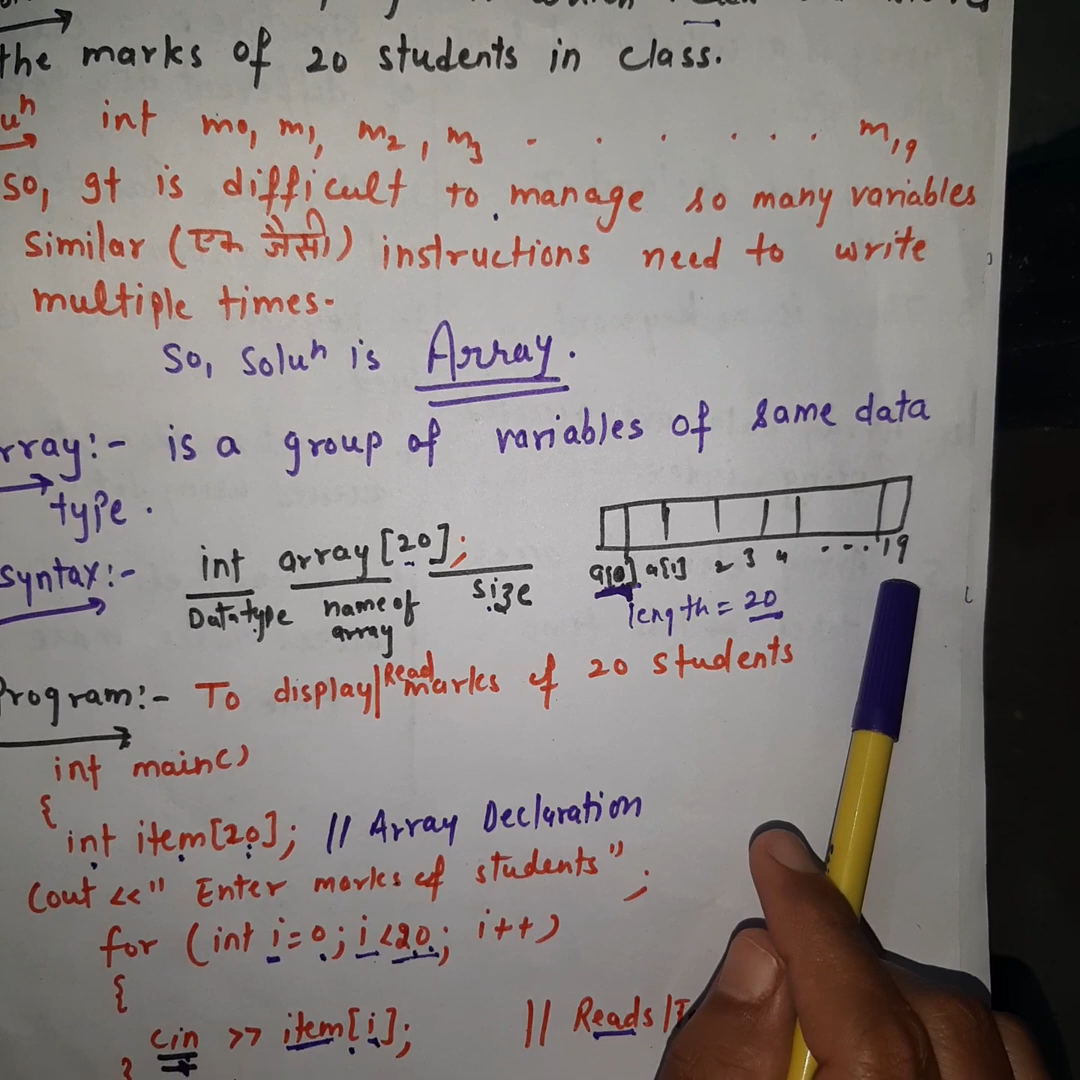 the marks of 20 students in class.
int m0, m1, m2, m3 - . . . . . . m19
so, gt is difficult to manage so many variables
similar (एक जैसी) instructions need to write
multiple times-
So, Soluⁿ is Array.
rray:- is a group of variables of same data
type.
syntax:- int array[20];
Datatype name of array size
a[0] a[1] 2 3 4 . . . . 19
length = 20
Program:- To display/Read marks of 20 students
int main()
{
int item[20]; // Array Declaration
Cout <<" Enter marks of students" ;
for (int i=0; i<20; i++)
{
cin >> item[i]; // Reads /
}